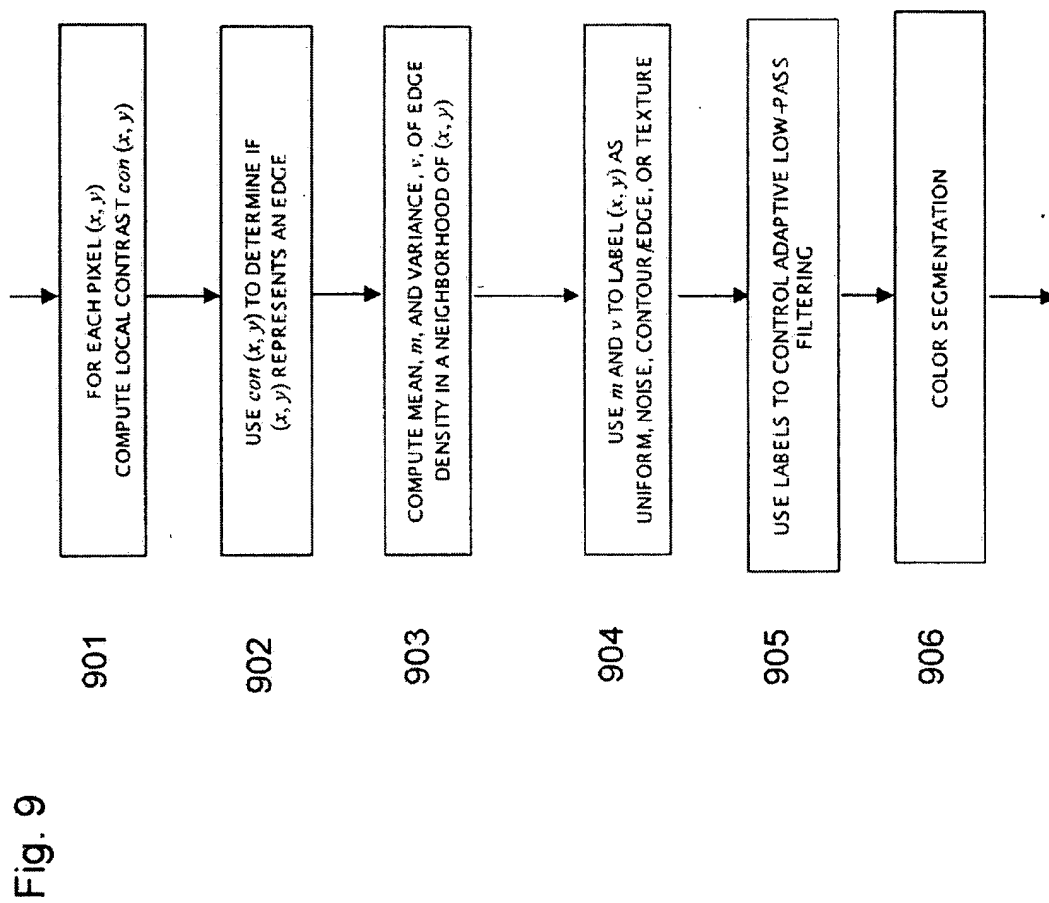 Fig. 9
901
FOR EACH PIXEL (x, y)
COMPUTE LOCAL CONTRAST con (x, y)
902
USE con (x, y) TO DETERMINE IF
(x, y) REPRESENTS AN EDGE
903
COMPUTE MEAN, m, AND VARIANCE, v, OF EDGE
DENSITY IN A NEIGHBORHOOD OF (x, y)
904
USE m AND v TO LABEL (x, y) AS
UNIFORM, NOISE, CONTOUR/EDGE, OR TEXTURE
905
USE LABELS TO CONTROL ADAPTIVE LOW-PASS
FILTERING
906
COLOR SEGMENTATION